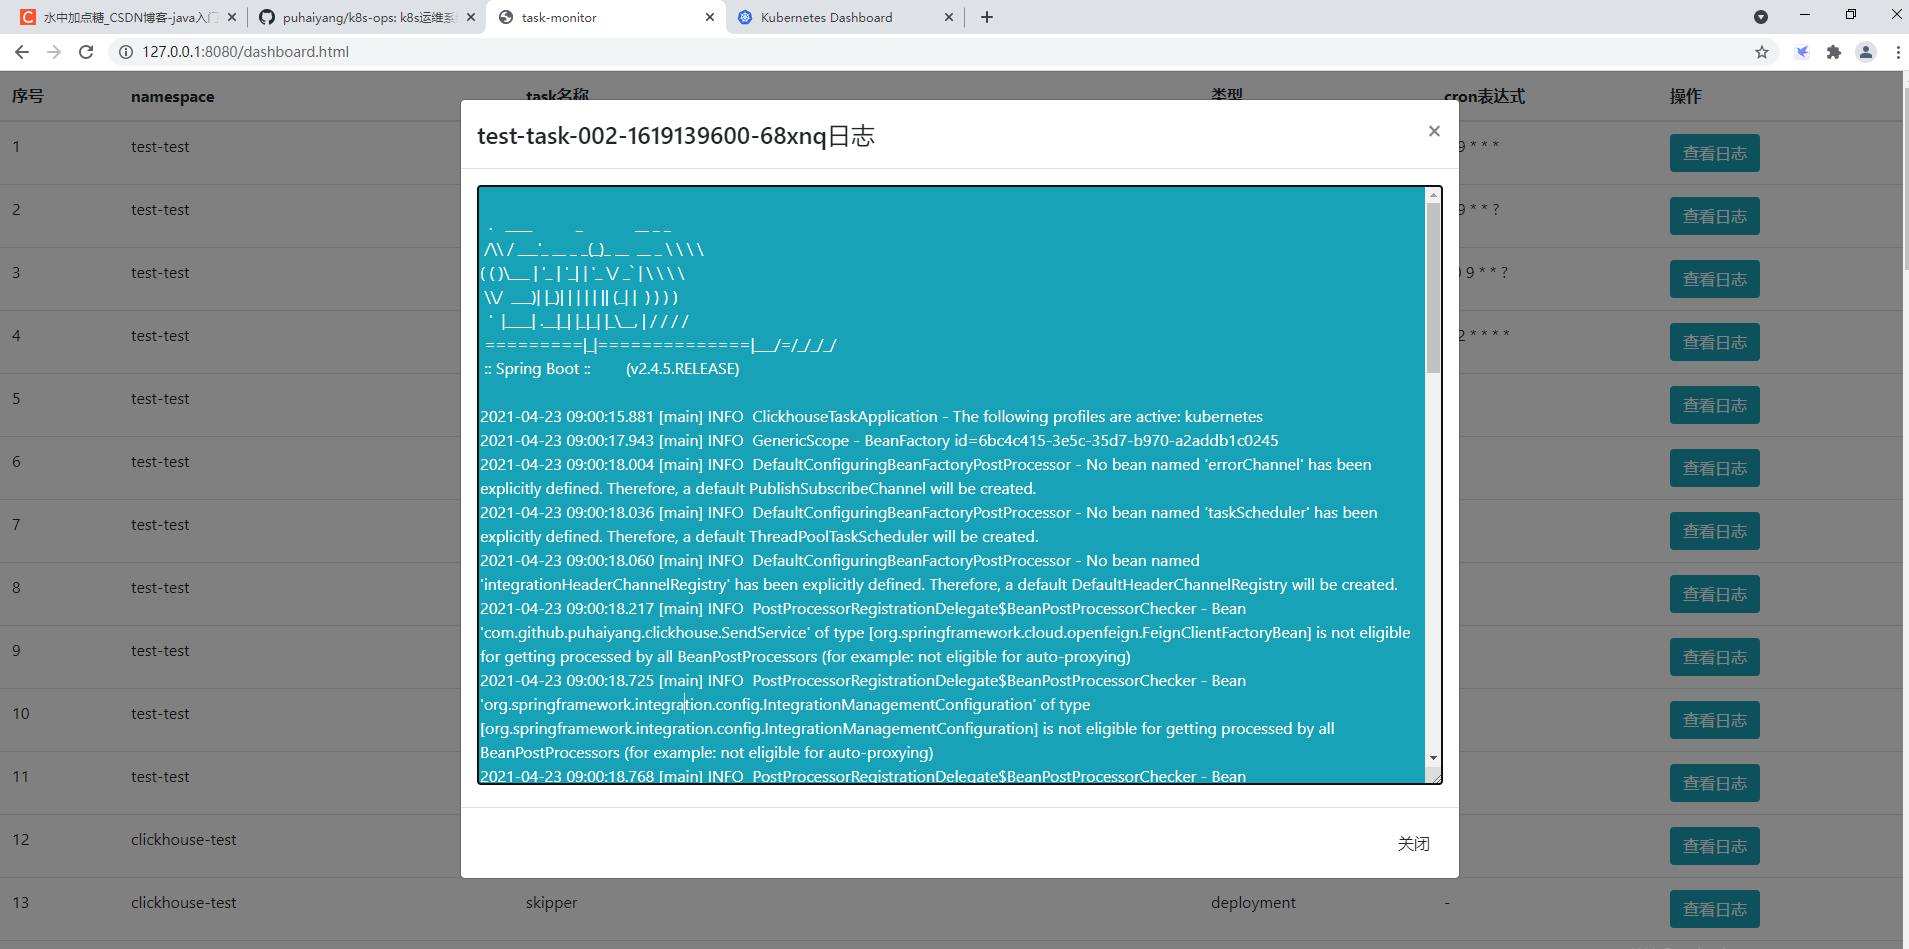 水中加点糖_CSDN博客-java入门
puhaiyang/k8s-ops: k8s运维系
task-monitor
Kubernetes Dashboard
127.0.0.1:8080/dashboard.html
序号 namespace task名称 类型 cron表达式 操作
test-task-002-1619139600-68xnq日志
×
1 test-test 9 * * * 查看日志
2 test-test 9 * * ? 查看日志
3 test-test 9 * * ? 查看日志
4 test-test 2 * * * * 查看日志
5 test-test 查看日志
6 test-test 查看日志
7 test-test 查看日志
8 test-test 查看日志
9 test-test 查看日志
10 test-test 查看日志
11 test-test 查看日志
12 clickhouse-test 查看日志
13 clickhouse-test skipper deployment - 查看日志
:: Spring Boot :: (v2.4.5.RELEASE)
2021-04-23 09:00:15.881 [main] INFO ClickhouseTaskApplication - The following profiles are active: kubernetes
2021-04-23 09:00:17.943 [main] INFO GenericScope - BeanFactory id=6bc4c415-3e5c-35d7-b970-a2addb1c0245
2021-04-23 09:00:18.004 [main] INFO DefaultConfiguringBeanFactoryPostProcessor - No bean named 'errorChannel' has been
explicitly defined. Therefore, a default PublishSubscribeChannel will be created.
2021-04-23 09:00:18.036 [main] INFO DefaultConfiguringBeanFactoryPostProcessor - No bean named 'taskScheduler' has been
explicitly defined. Therefore, a default ThreadPoolTaskScheduler will be created.
2021-04-23 09:00:18.060 [main] INFO DefaultConfiguringBeanFactoryPostProcessor - No bean named
'integrationHeaderChannelRegistry' has been explicitly defined. Therefore, a default DefaultHeaderChannelRegistry will be created.
2021-04-23 09:00:18.217 [main] INFO PostProcessorRegistrationDelegate$BeanPostProcessorChecker - Bean
'com.github.puhaiyang.clickhouse.SendService' of type [org.springframework.cloud.openfeign.FeignClientFactoryBean] is not eligible
for getting processed by all BeanPostProcessors (for example: not eligible for auto-proxying)
2021-04-23 09:00:18.725 [main] INFO PostProcessorRegistrationDelegate$BeanPostProcessorChecker - Bean
'org.springframework.integration.config.IntegrationManagementConfiguration' of type
[org.springframework.integration.config.IntegrationManagementConfiguration] is not eligible for getting processed by all
BeanPostProcessors (for example: not eligible for auto-proxying)
2021-04-23 09:00:18.768 [main] INFO PostProcessorRegistrationDelegate$BeanPostProcessorChecker - Bean
关闭